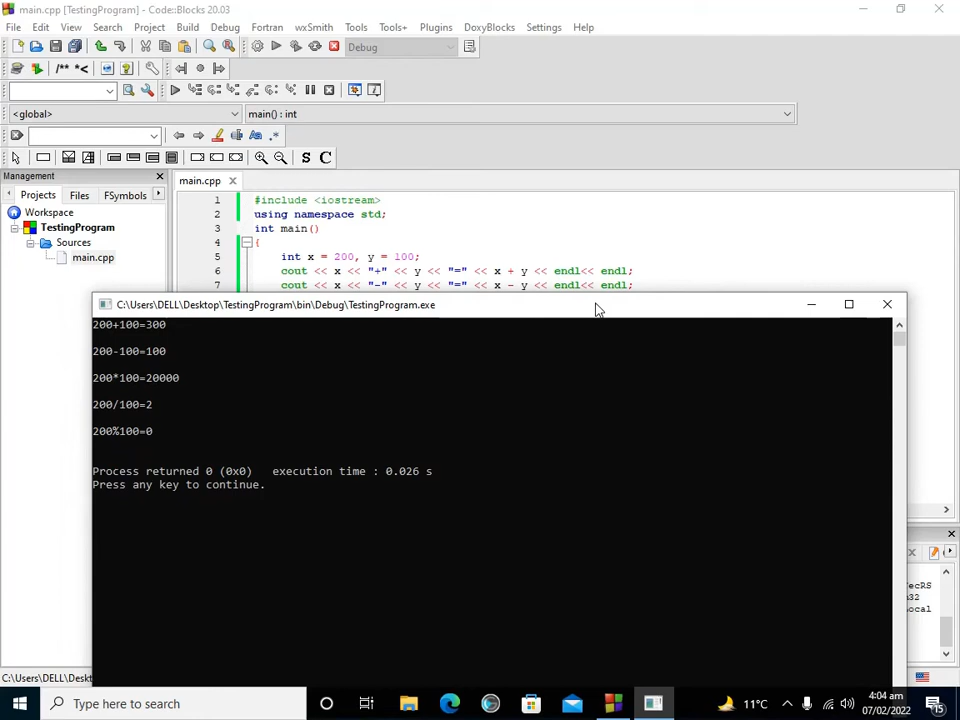 main.cpp [TestingProgram] - Code::Blocks 20.03
File Edit View Search Project Build Debug Fortran wxSmith Tools Tools+ Plugins DoxyBlocks Settings Help
Debug
/** *<
<global> main() : int
S C
Management
main.cpp
Projects Files FSymbols
Workspace
TestingProgram
Sources
main.cpp
1 #include <iostream>
2 using namespace std;
3 int main()
4 {
5 int x = 200, y = 100;
6 cout << x << "+" << y << "=" << x + y << endl<< endl;
7 cout << x << "-" << y << "=" << x - y << endl<< endl;
C:\Users\DELL\Desktop\TestingProgram\bin\Debug\TestingProgram.exe
200+100=300
200-100=100
200*100=20000
200/100=2
200%100=0
Process returned 0 (0x0) execution time : 0.026 s
Press any key to continue.
C:\Users\DELL\Deskt
Type here to search
11°C
4:04 am
07/02/2022
15